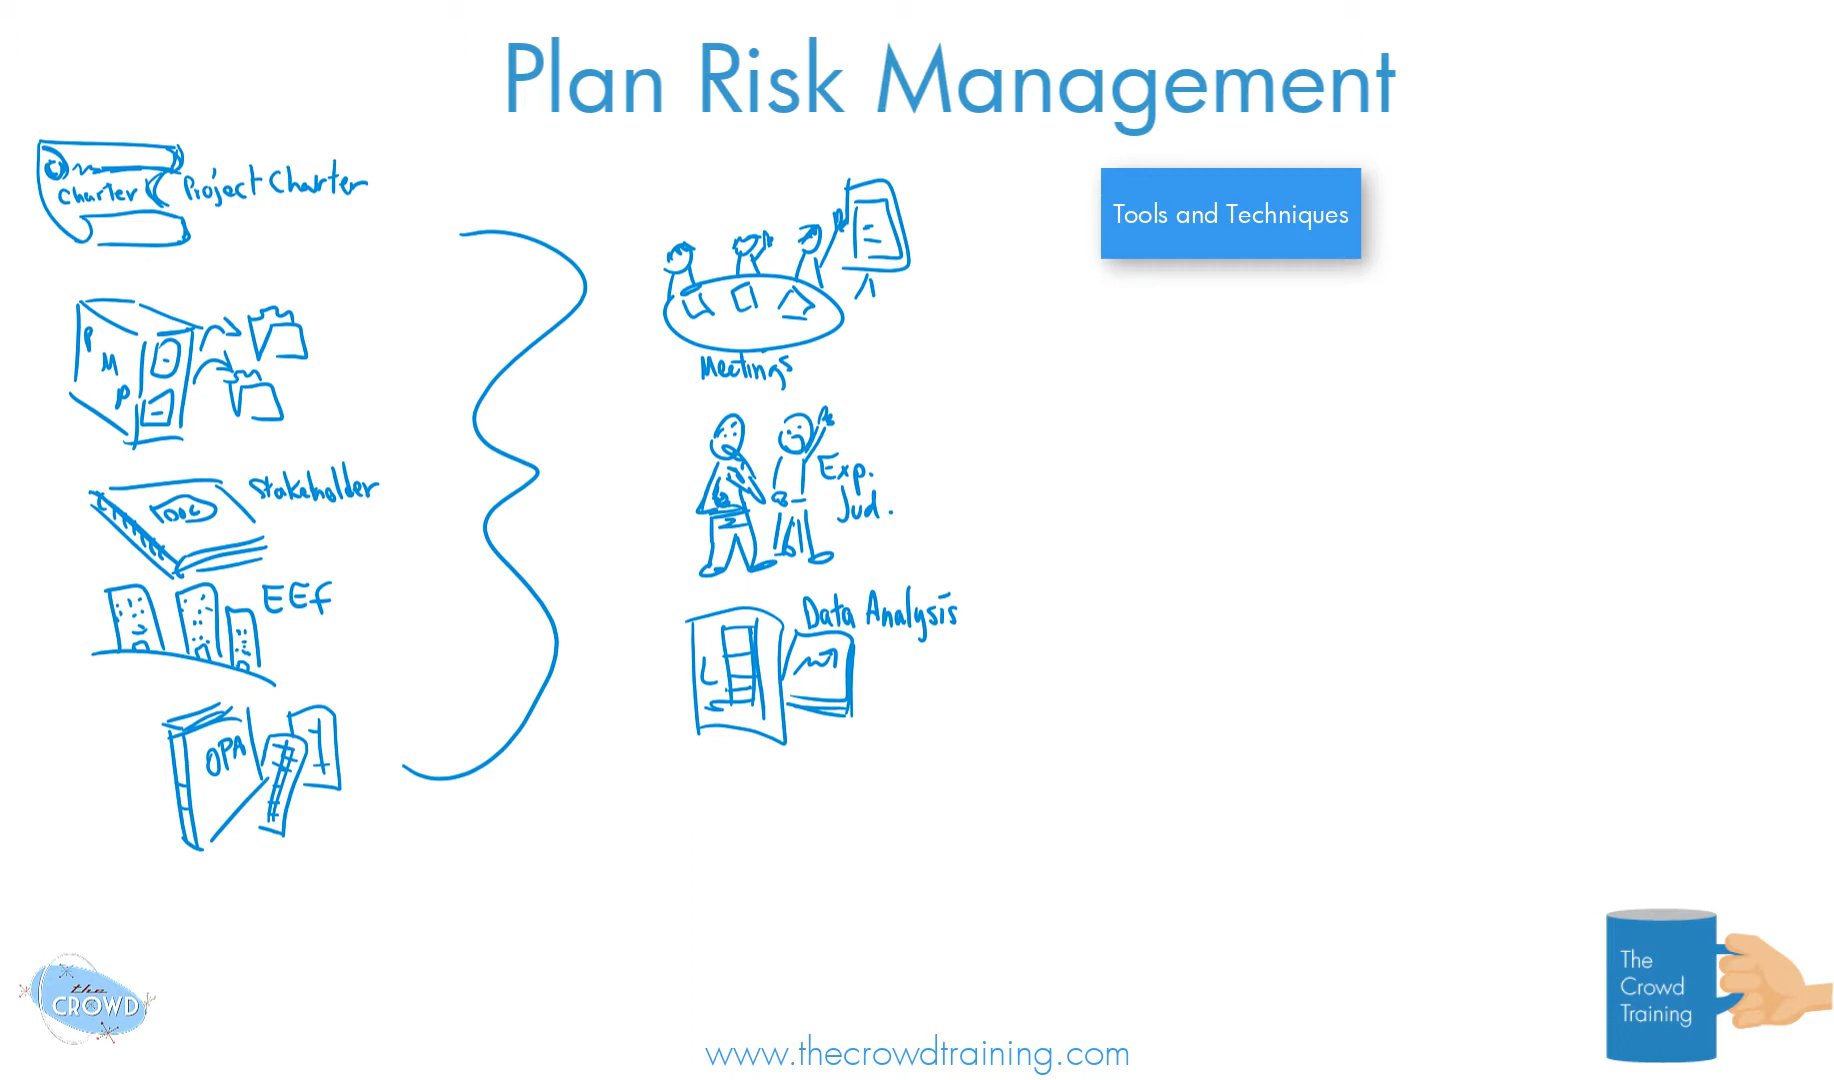 Plan Risk Management
Charter
Project Charter
Tools and Techniques
PMP
Meetings
Stakeholder
DOC
Exp.
Jud.
EEf
Data Analysis
OPA
the
CROWD
The
Crowd
Training
www.thecrowdtraining.com